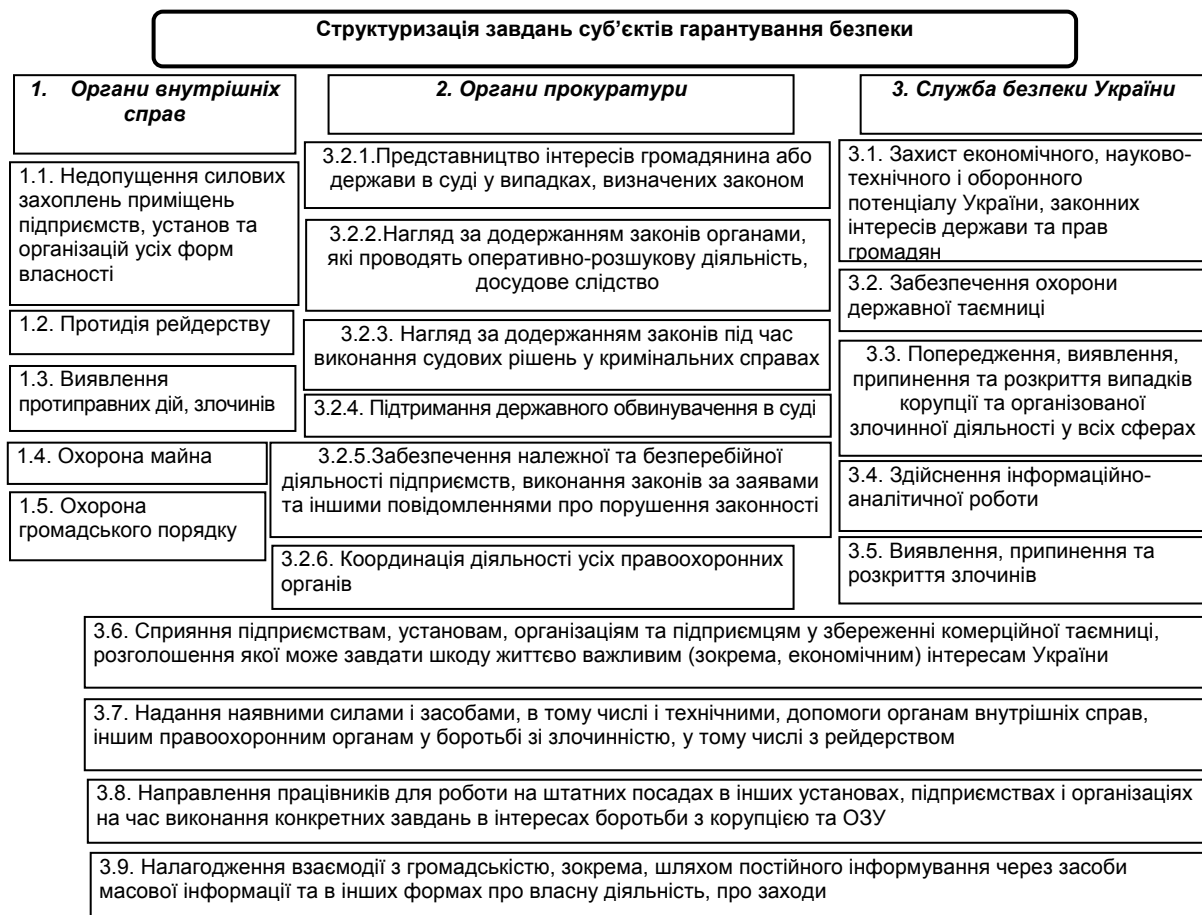 Структуризація завдань суб’єктів гарантування безпеки
1. Органи внутрішніх
справ
2. Органи прокуратури
3. Служба безпеки України
1.1. Недопущення силових
захоплень приміщень
підприємств, установ та
організацій усіх форм
власності
1.2. Протидія рейдерству
1.3. Виявлення
протиправних дій, злочинів
1.4. Охорона майна
1.5. Охорона
громадського порядку
3.2.1.Представництво інтересів громадянина або
держави в суді у випадках, визначених законом
3.2.2.Нагляд за додержанням законів органами,
які проводять оперативно-розшукову діяльність,
досудове слідство
3.2.3. Нагляд за додержанням законів під час
виконання судових рішень у кримінальних справах
3.2.4. Підтримання державного обвинувачення в суді
3.2.5.Забезпечення належної та безперебійної
діяльності підприємств, виконання законів за заявами
та іншими повідомленнями про порушення законності
3.2.6. Координація діяльності усіх правоохоронних
органів
3.1. Захист економічного, науково-
технічного і оборонного
потенціалу України, законних
інтересів держави та прав
громадян
3.2. Забезпечення охорони
державної таємниці
3.3. Попередження, виявлення,
припинення та розкриття випадків
корупції та організованої
злочинної діяльності у всіх сферах
3.4. Здійснення інформаційно-
аналітичної роботи
3.5. Виявлення, припинення та
розкриття злочинів
3.6. Сприяння підприємствам, установам, організаціям та підприємцям у збереженні комерційної таємниці,
розголошення якої може завдати шкоду життєво важливим (зокрема, економічним) інтересам України
3.7. Надання наявними силами і засобами, в тому числі і технічними, допомоги органам внутрішніх справ,
іншим правоохоронним органам у боротьбі зі злочинністю, у тому числі з рейдерством
3.8. Направлення працівників для роботи на штатних посадах в інших установах, підприємствах і організаціях
на час виконання конкретних завдань в інтересах боротьби з корупцією та ОЗУ
3.9. Налагодження взаємодії з громадськістю, зокрема, шляхом постійного інформування через засоби
масової інформації та в інших формах про власну діяльність, про заходи